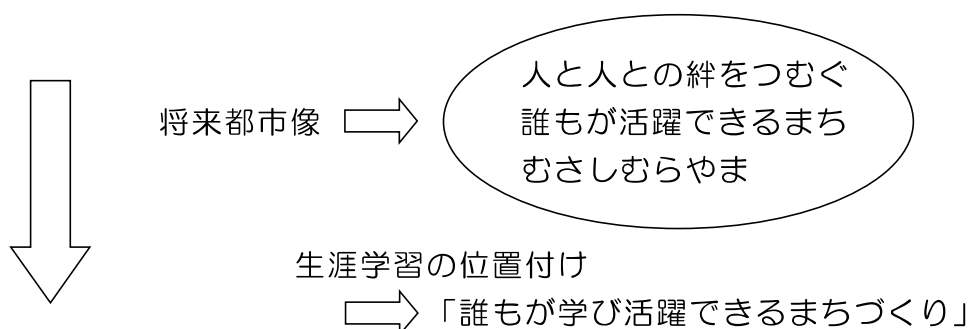 将来都市像
人と人との絆をつむぐ
誰もが活躍できるまち
むさしむらやま
生涯学習の位置付け
「誰もが学び活躍できるまちづくり」